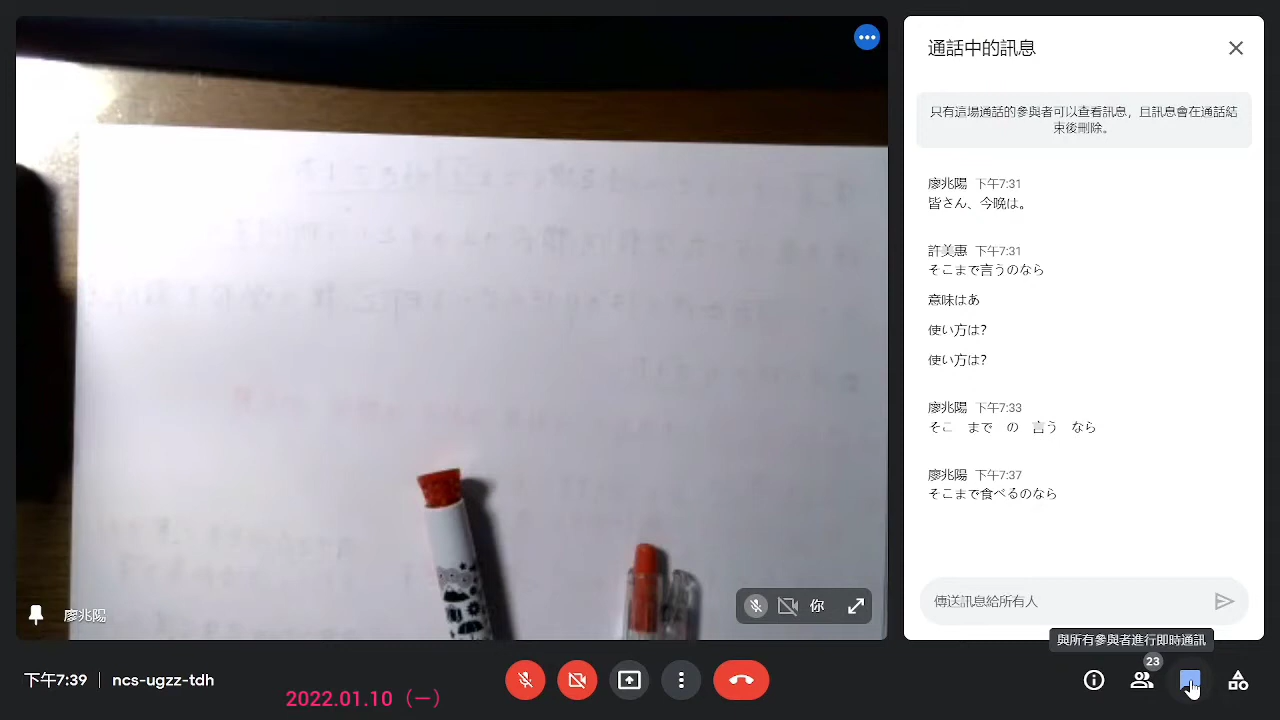 通話中的訊息
只有這場通話的參與者可以查看訊息，且訊息會在通話結
束後刪除。
廖兆陽 下午7:31
皆さん、今晩は。
許美惠 下午7:31
そこまで言うのなら
意味はあ
使い方は?
使い方は?
廖兆陽 下午7:33
そこ まで の 言う なら
廖兆陽 下午7:37
そこまで食べるのなら
傳送訊息給所有人
與所有參與者進行即時通訊
廖兆陽
你
下午7:39 | ncs-ugzz-tdh
2022.01.10（一）
23